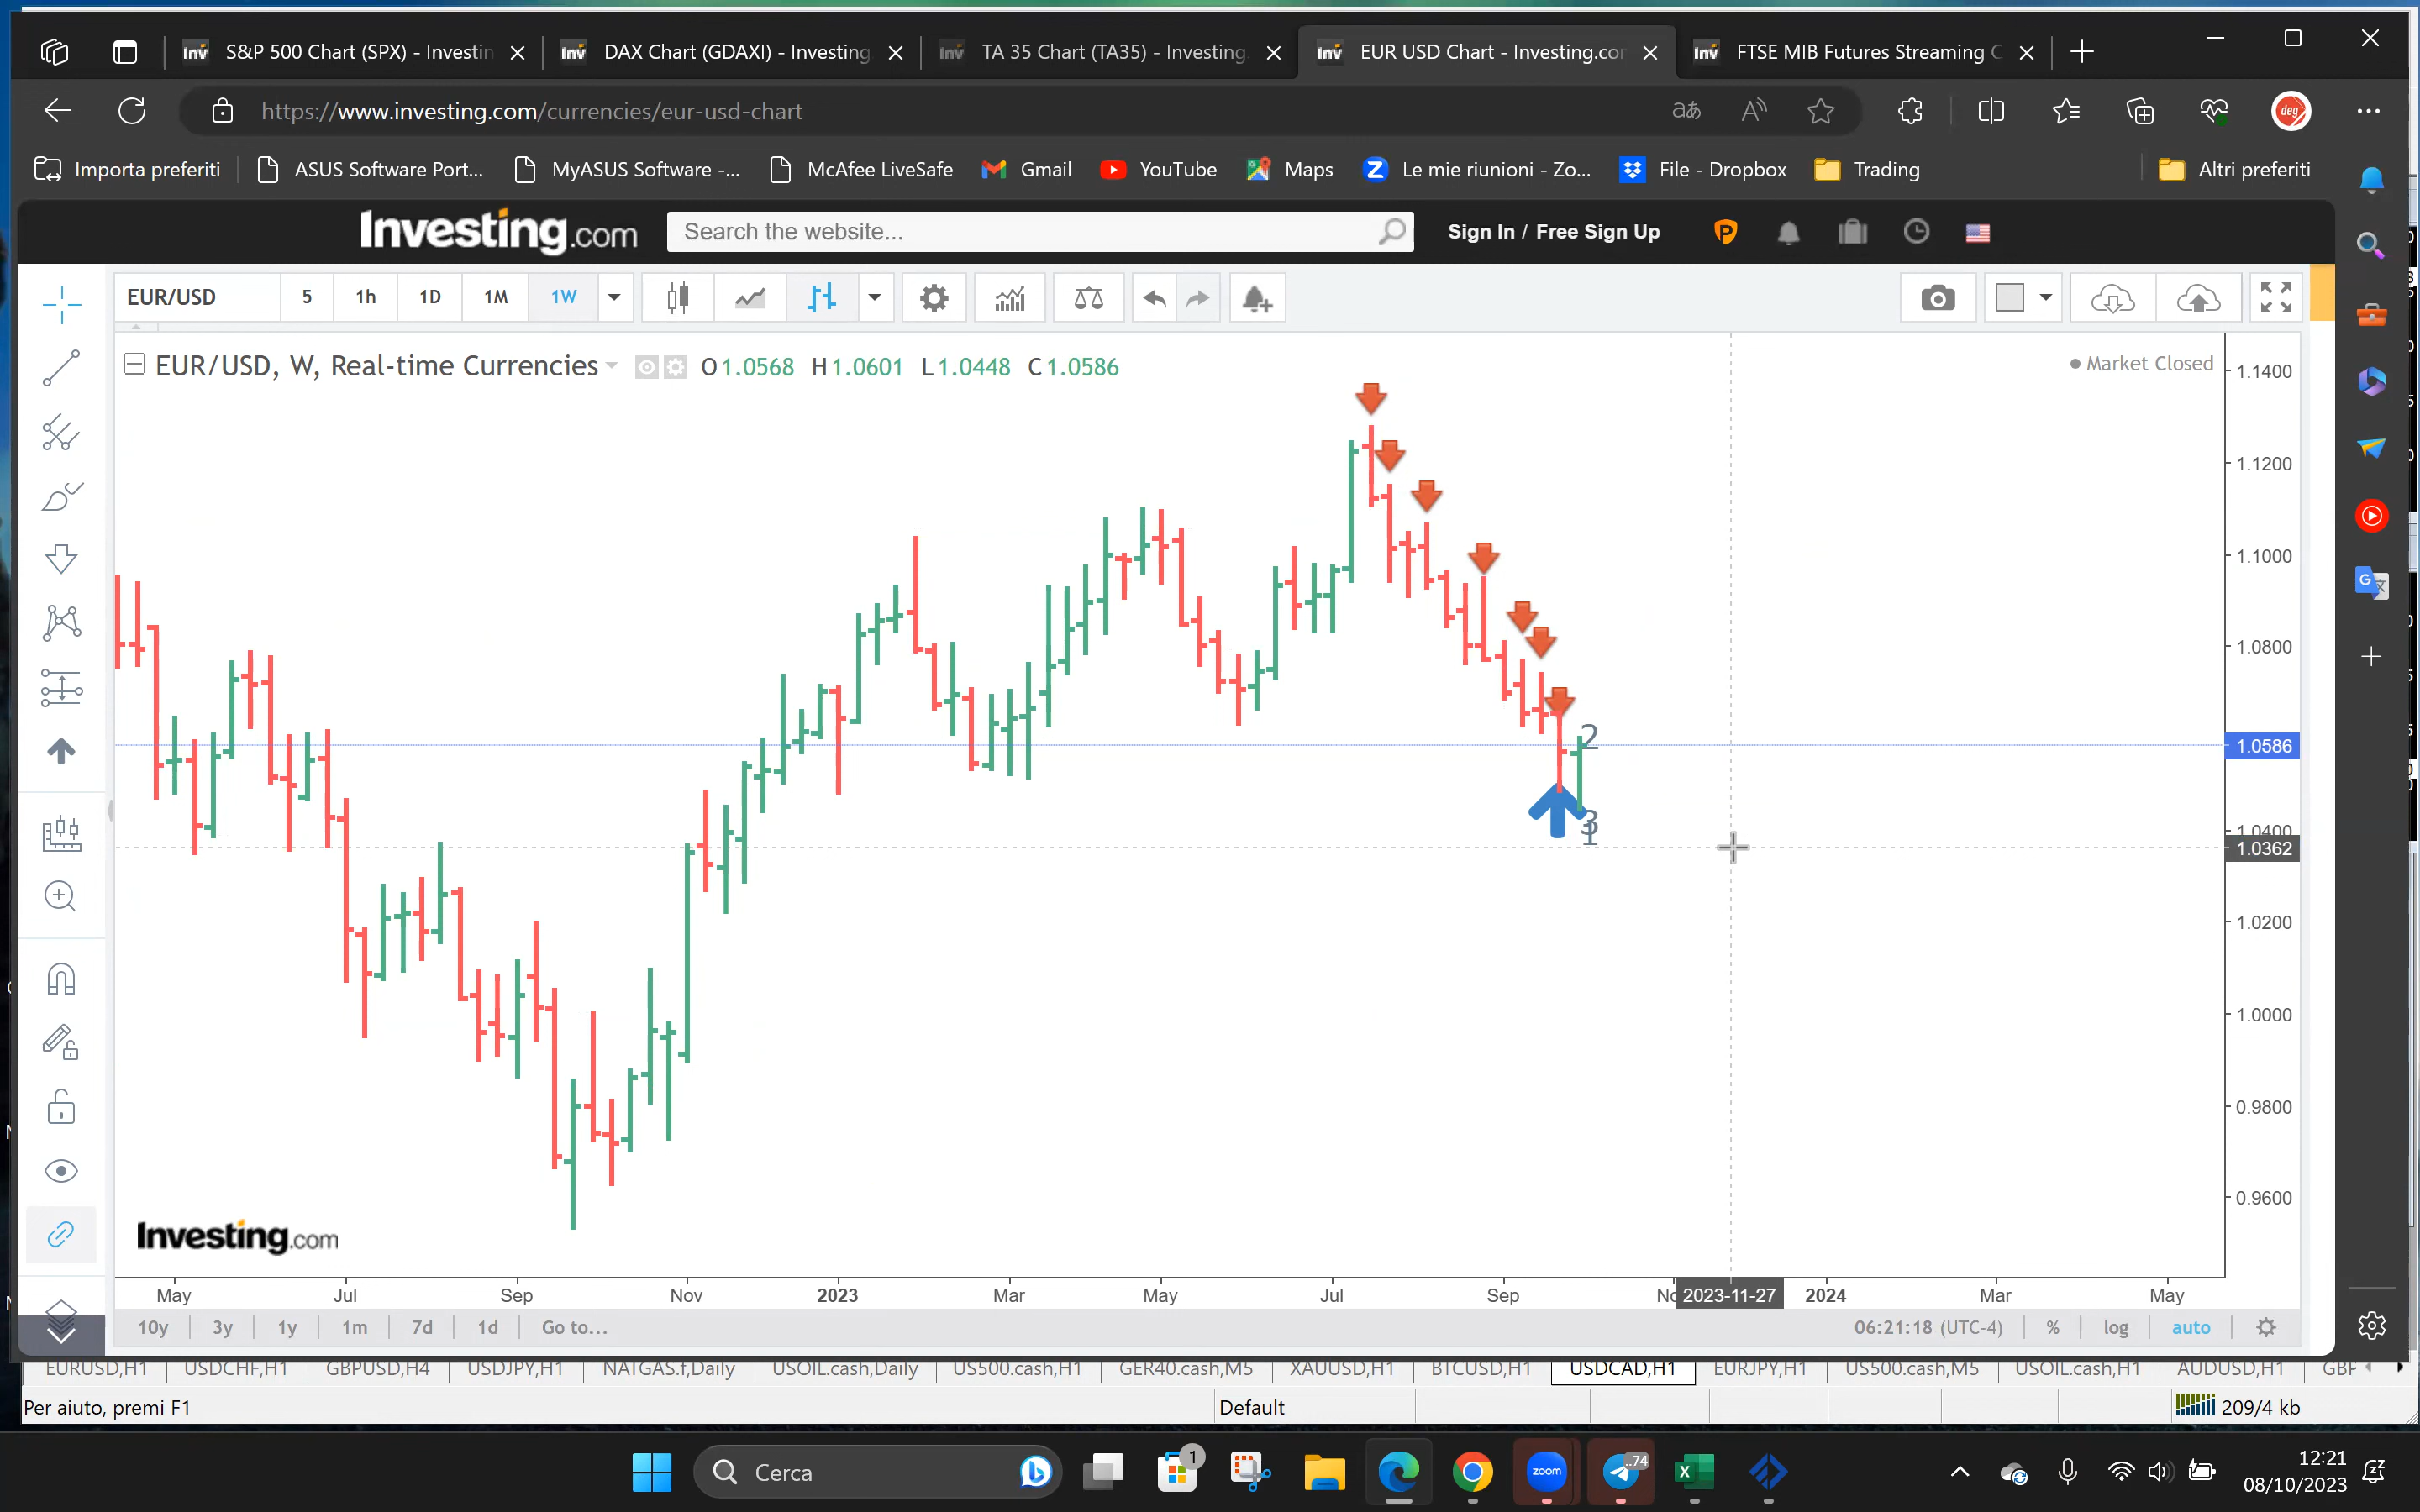 S&P 500 Chart (SPX) - Investin
DAX Chart (GDAXI) - Investing
TA 35 Chart (TA35) - Investing.
EUR USD Chart - Investing.com
FTSE MIB Futures Streaming C
https://www.investing.com/currencies/eur-usd-chart
Importa preferiti
ASUS Software Port...
MyASUS Software -...
McAfee LiveSafe
Gmail
YouTube
Maps
Le mie riunioni - Zo...
File - Dropbox
Trading
Altri preferiti
Investing.com
Search the website...
Sign In / Free Sign Up
EUR/USD 5 1h 1D 1M 1W
EUR/USD, W, Real-time Currencies O1.0568 H1.0601 L1.0448 C1.0586
Market Closed
1.1400
1.1200
1.1000
1.0800
1.0586
1.0400
1.0362
1.0200
1.0000
0.9800
0.9600
2
3
1
Investing.com
May Jul Sep Nov 2023 Mar May Jul Sep 2023-11-27 2024 Mar May
10y 3y 1y 1m 7d 1d Go to... 06:21:18 (UTC-4) % log auto
EURUSD,H1 USDCHF,H1 GBPUSD,H4 USDJPY,H1 NATGAS.f,Daily USOIL.cash,Daily US500.cash,H1 GER40.cash,M5 XAUUSD,H1 BTCUSD,H1 USDCAD,H1 EURJPY,H1 US500.cash,M5 USOIL.cash,H1 AUDUSD,H1 GBP
Per aiuto, premi F1
Default
209/4 kb
Cerca
1
zoom
..74
12:21
08/10/2023